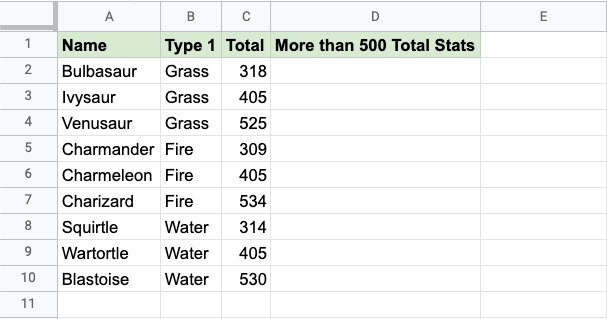 A B C D E
1 Name Type 1 Total More than 500 Total Stats
2 Bulbasaur Grass 318
3 Ivysaur Grass 405
4 Venusaur Grass 525
5 Charmander Fire 309
6 Charmeleon Fire 405
7 Charizard Fire 534
8 Squirtle Water 314
9 Wartortle Water 405
10 Blastoise Water 530
11